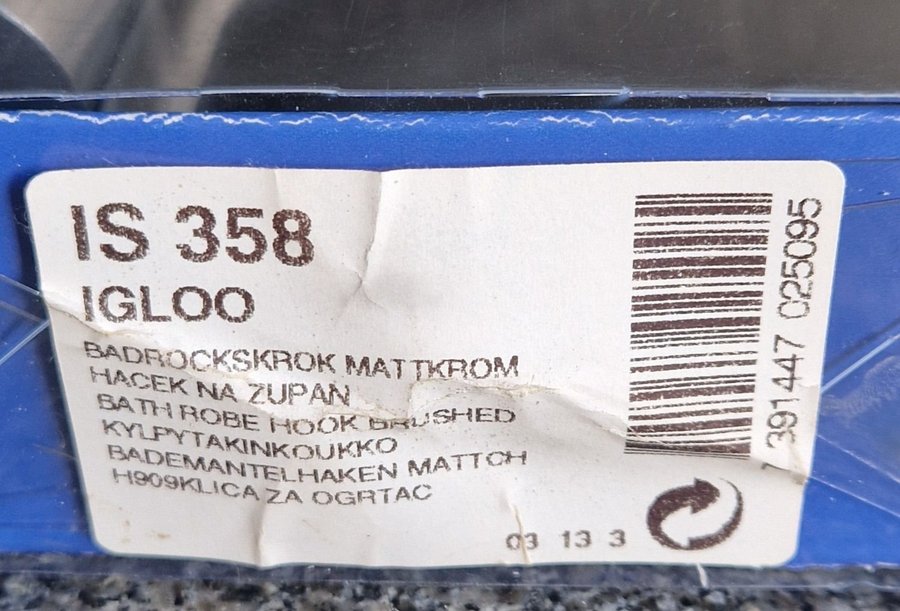 IS 358
IGLOO
BADROCKSKROK MATTKROM
HACEK NA ZUPAN
BATH ROBE HOOK BRUSHED
KYLPYTAKINKOUKKO
BADEMANTELHAKEN MATTCH
H909KLICA ZA OGRTAC
03 13 3
391447 025095